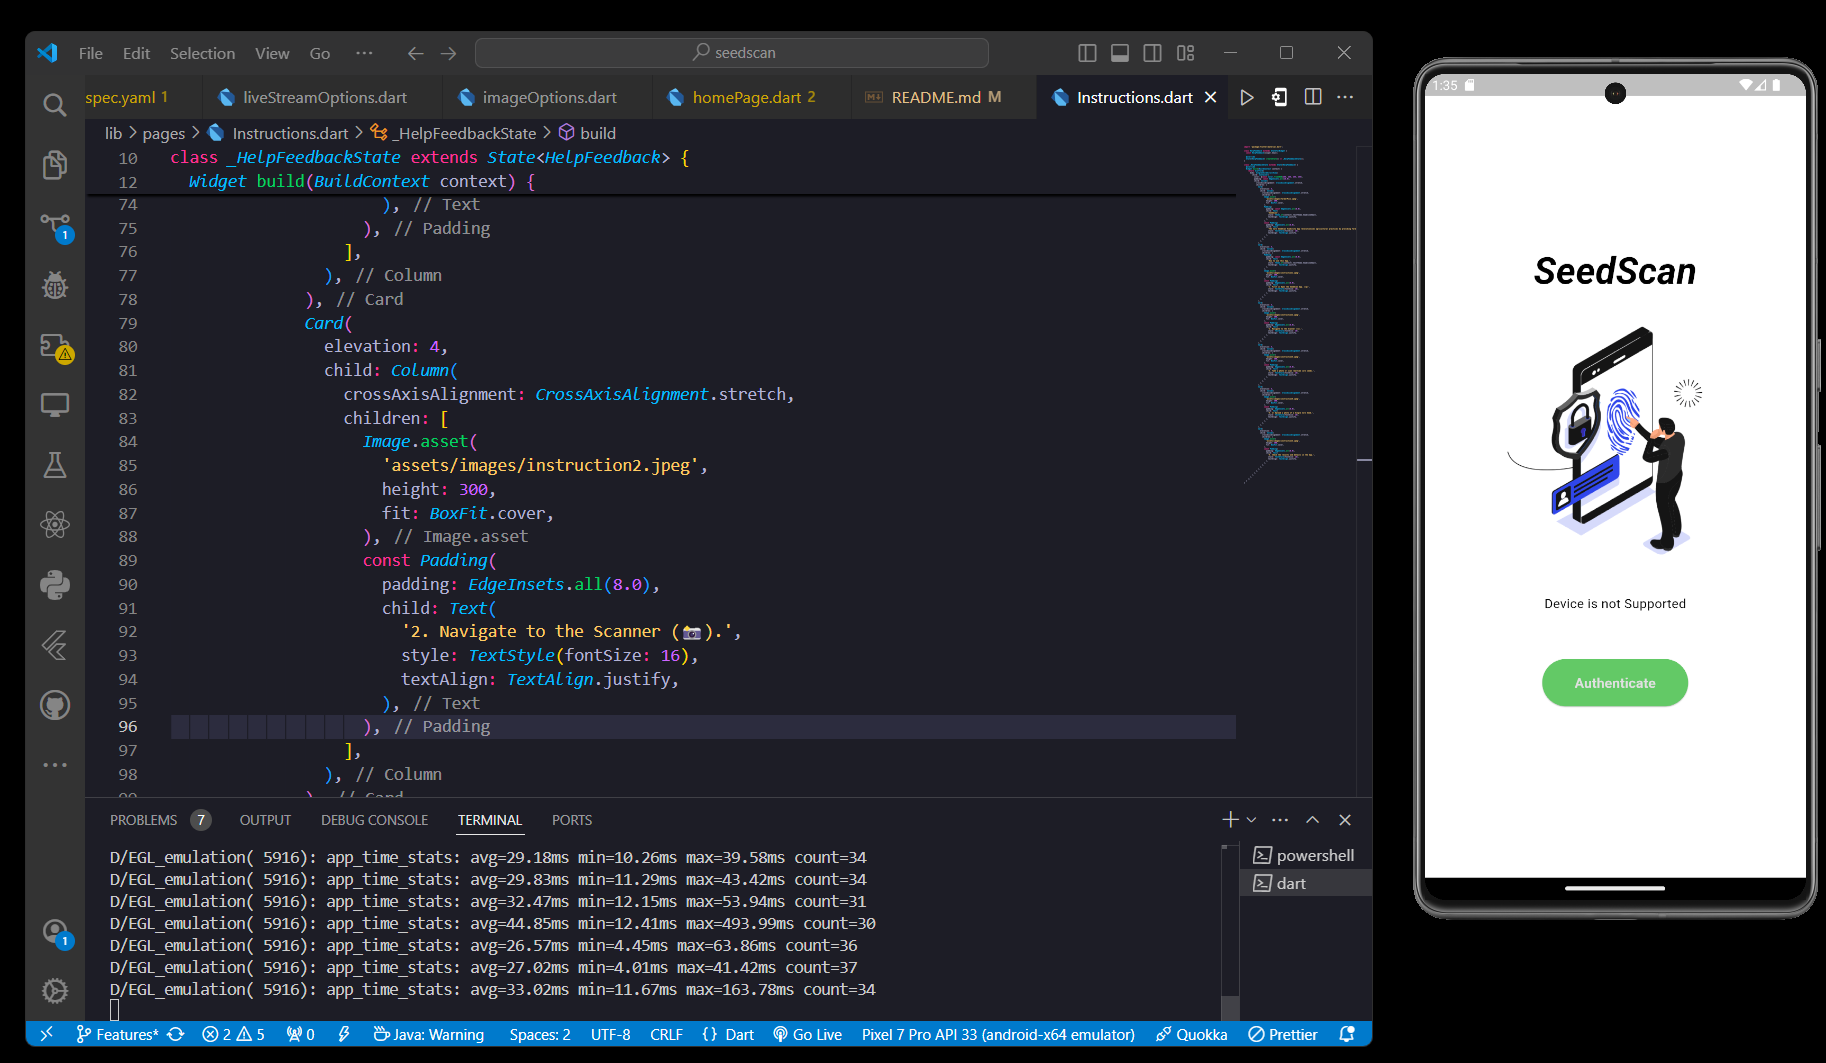 File Edit Selection View Go ··· seedscan
spec.yaml 1 liveStreamOptions.dart imageOptions.dart homePage.dart 2 README.md M Instructions.dart
lib > pages > Instructions.dart > _HelpFeedbackState > build
10 class _HelpFeedbackState extends State<HelpFeedback> {
12 Widget build(BuildContext context) {
74 ), // Text
75 ), // Padding
76 ],
77 ), // Column
78 ), // Card
79 Card(
80 elevation: 4,
81 child: Column(
82 crossAxisAlignment: CrossAxisAlignment.stretch,
83 children: [
84 Image.asset(
85 'assets/images/instruction2.jpeg',
86 height: 300,
87 fit: BoxFit.cover,
88 ), // Image.asset
89 const Padding(
90 padding: EdgeInsets.all(8.0),
91 child: Text(
92 '2. Navigate to the Scanner (📷).',
93 style: TextStyle(fontSize: 16),
94 textAlign: TextAlign.justify,
95 ), // Text
96 ), // Padding
97 ],
98 ), // Column
99 ), // Card
PROBLEMS 7 OUTPUT DEBUG CONSOLE TERMINAL PORTS
D/EGL_emulation( 5916): app_time_stats: avg=29.18ms min=10.26ms max=39.58ms count=34
D/EGL_emulation( 5916): app_time_stats: avg=29.83ms min=11.29ms max=43.42ms count=34
D/EGL_emulation( 5916): app_time_stats: avg=32.47ms min=12.15ms max=53.94ms count=31
D/EGL_emulation( 5916): app_time_stats: avg=44.85ms min=12.41ms max=493.99ms count=30
D/EGL_emulation( 5916): app_time_stats: avg=26.57ms min=4.45ms max=63.86ms count=36
D/EGL_emulation( 5916): app_time_stats: avg=27.02ms min=4.01ms max=41.42ms count=37
D/EGL_emulation( 5916): app_time_stats: avg=33.02ms min=11.67ms max=163.78ms count=34
powershell
dart
1
1
Features* 2 5 0 Java: Warning Spaces: 2 UTF-8 CRLF {} Dart Go Live Pixel 7 Pro API 33 (android-x64 emulator) Quokka Prettier
1:35
SeedScan
Device is not Supported
Authenticate